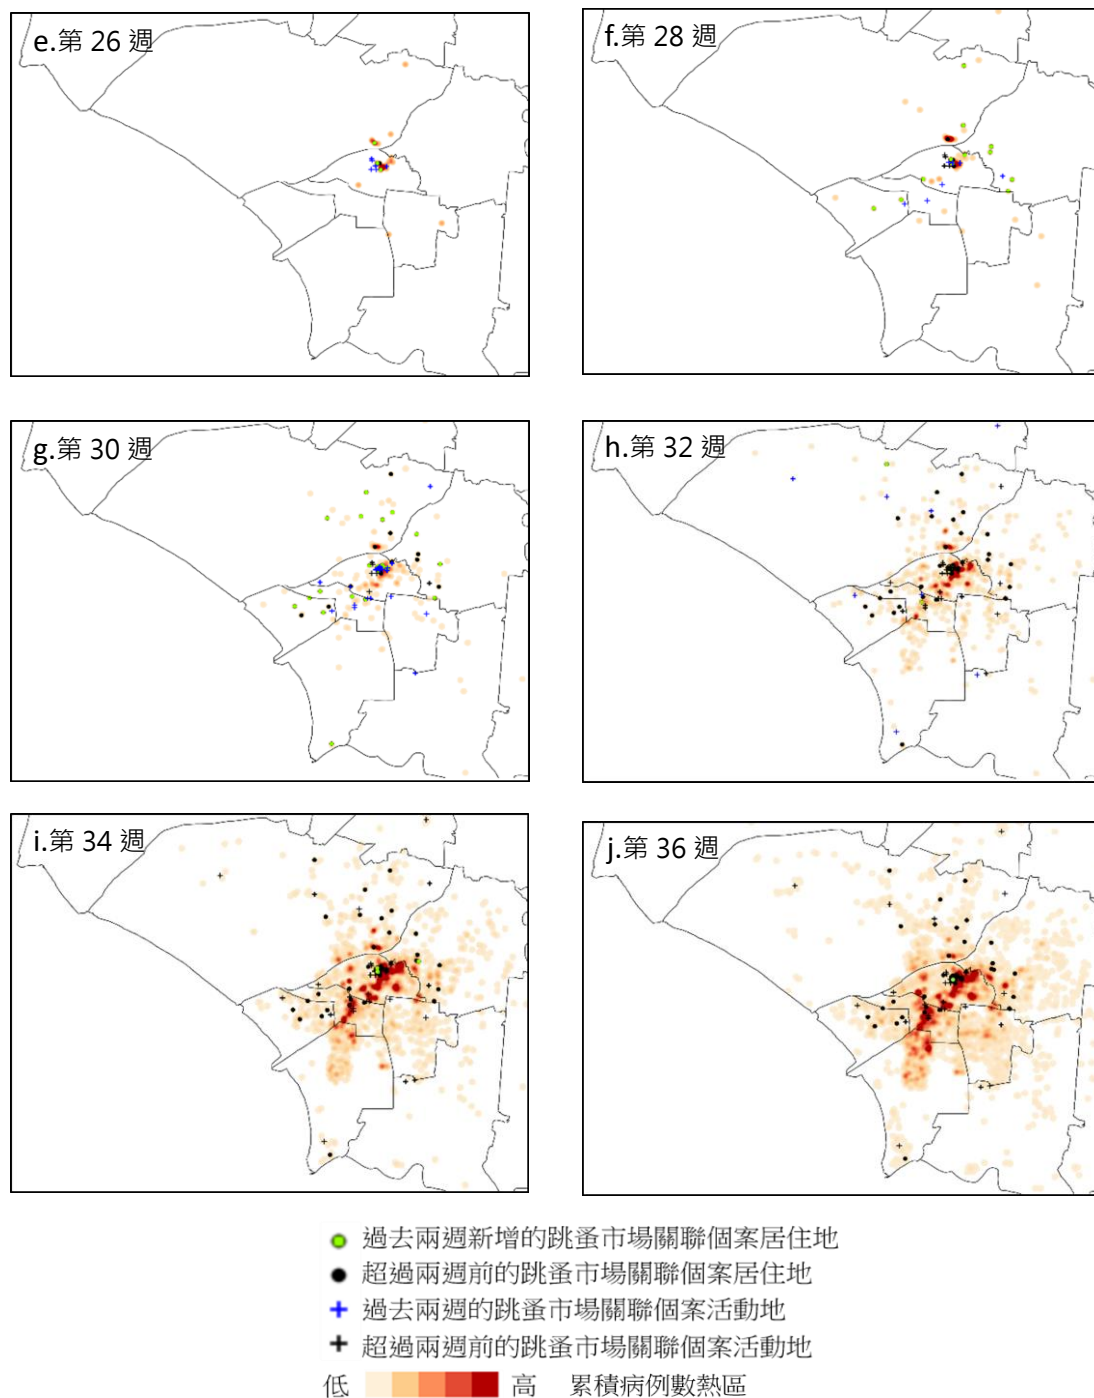 e.第 26 週
f.第 28 週
g.第 30 週
h.第 32 週
i.第 34 週
j.第 36 週
過去兩週新增的跳蚤市場關聯個案居住地
超過兩週前的跳蚤市場關聯個案居住地
過去兩週的跳蚤市場關聯個案活動地
超過兩週前的跳蚤市場關聯個案活動地
低 高 累積病例數熱區